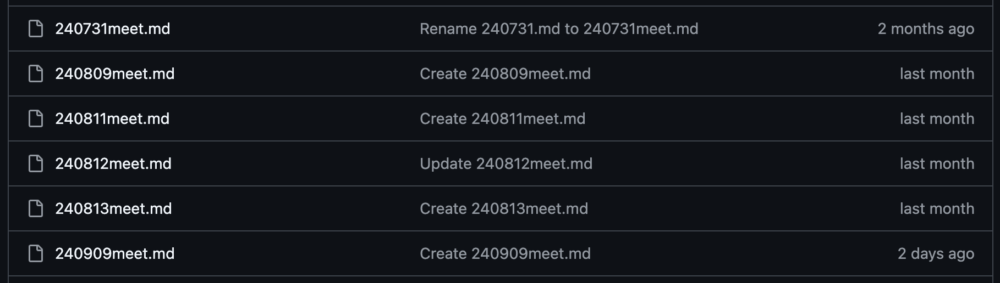 240731meet.md Rename 240731.md to 240731meet.md 2 months ago
240809meet.md Create 240809meet.md last month
240811meet.md Create 240811meet.md last month
240812meet.md Update 240812meet.md last month
240813meet.md Create 240813meet.md last month
240909meet.md Create 240909meet.md 2 days ago